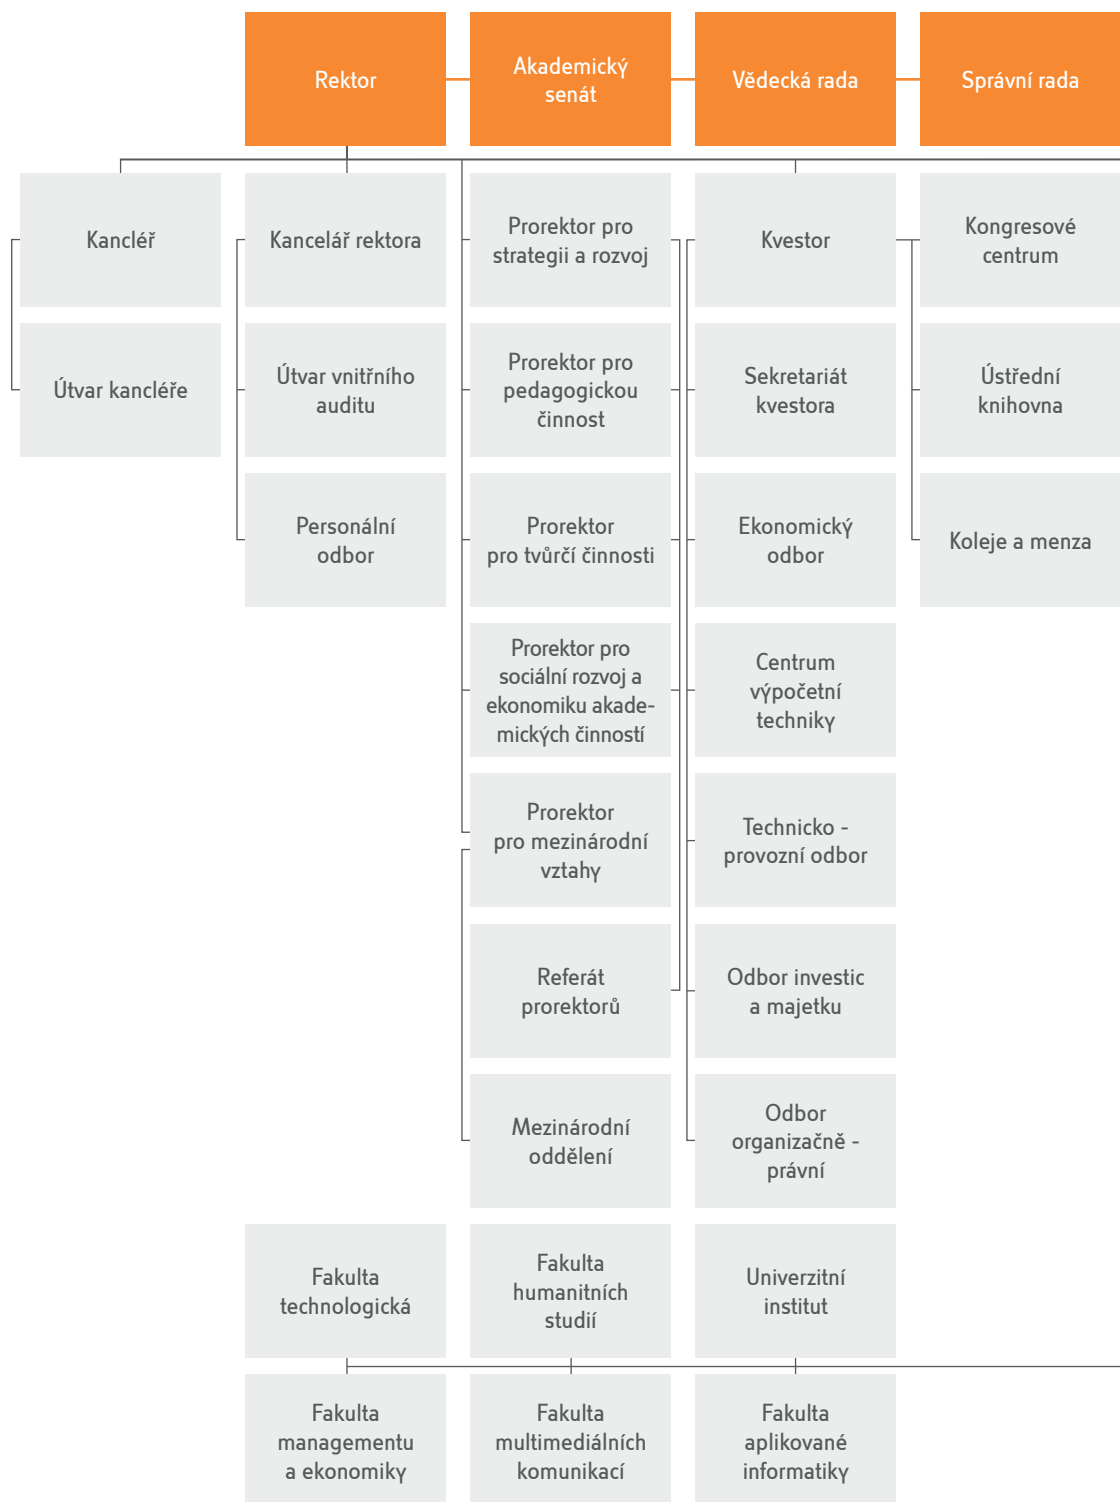 Rektor
Akademický
senát
Vědecká rada
Správní rada
Kancléř
Kancelář rektora
Prorektor pro
strategii a rozvoj
Kvestor
Kongresové
centrum
Útvar kancléře
Útvar vnitřního
auditu
Prorektor pro
pedagogickou
činnost
Sekretariát
kvestora
Ústřední
knihovna
Personální
odbor
Prorektor
pro tvůrčí činnosti
Ekonomický
odbor
Koleje a menza
Prorektor pro
sociální rozvoj a
ekonomiku akade-
mických činností
Centrum
výpočetní
techniky
Prorektor
pro mezinárodní
vztahy
Technicko -
provozní odbor
Referát
prorektorů
Odbor investic
a majetku
Mezinárodní
oddělení
Odbor
organizačně -
právní
Fakulta
technologická
Fakulta
humanitních
studií
Univerzitní
institut
Fakulta
managementu
a ekonomiky
Fakulta
multimediálních
komunikací
Fakulta
aplikované
informatiky